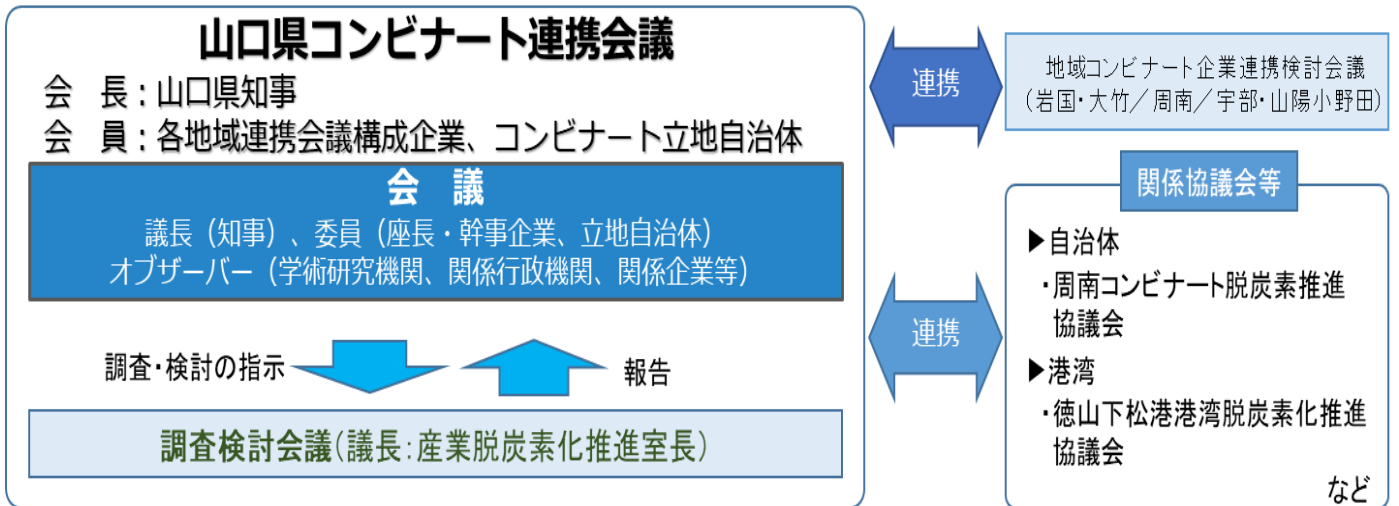 山口県コンビナート連携会議
会　長：山口県知事
会　員：各地域連携会議構成企業、コンビナート立地自治体
会　議
議長（知事）、委員（座長・幹事企業、立地自治体）
オブザーバー（学術研究機関、関係行政機関、関係企業等）
調査・検討の指示
報告
調査検討会議（議長：産業脱炭素化推進室長）
連携
地域コンビナート企業連携検討会議
（岩国・大竹／周南／宇部・山陽小野田）
連携
関係協議会等
▶自治体
・周南コンビナート脱炭素推進
協議会
▶港湾
・徳山下松港港湾脱炭素化推進
協議会
など